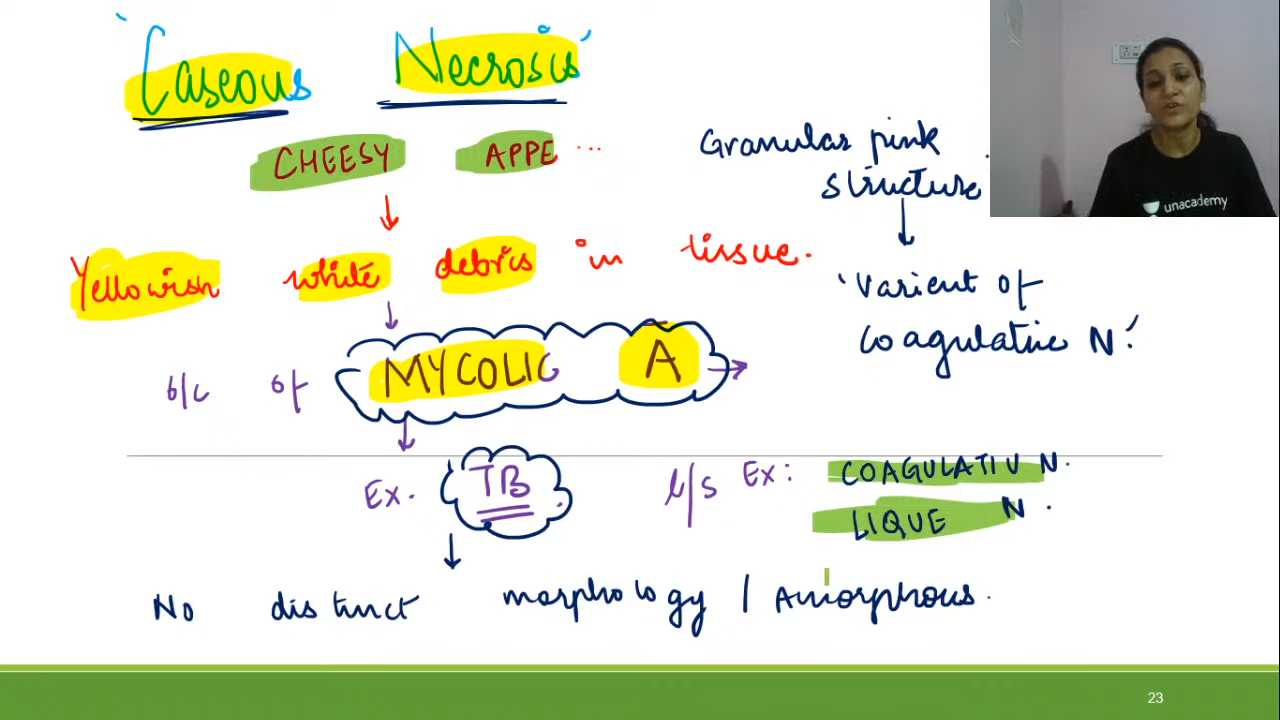 Caseous Necrosis
CHEESY APPE ...
Yellowish white debris in tissue.
b/c of MYCOLIC A
Ex. TB
No distinct morphology / Amorphous.
Granular pink
structure
Varient of
coagulative N
l/s Ex: COAGULATIV N.
LIQUE N.
unacademy
23